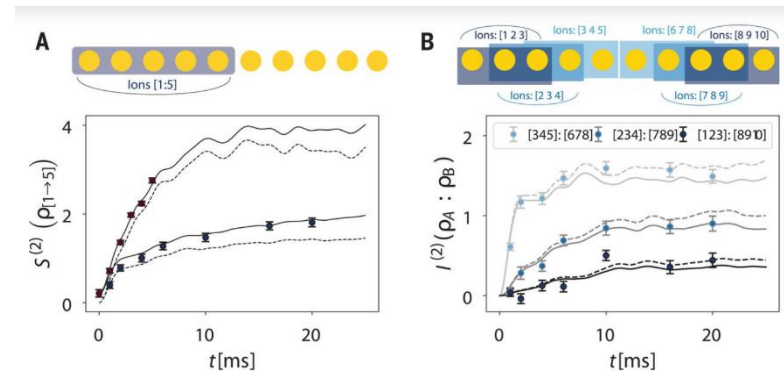 A
Ions [1:5]
S(2) (ρ[1→5])
4
2
0
0
10
20
t[ms]
B
Ions: [1 2 3]
Ions: [3 4 5]
Ions: [6 7 8]
Ions: [8 9 10]
Ions: [2 3 4]
Ions: [7 8 9]
I(2)(ρA : ρB)
2
1
0
[345]: [678]
[234]: [789]
[123]: [8910]
0
10
20
t[ms]